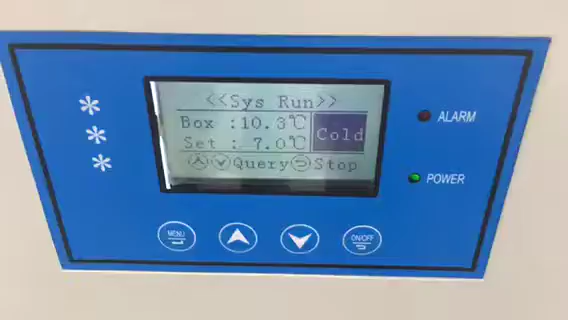 <<Sys Run>>
Box :10.3℃
Set : 7.0℃
Cold
Query Stop
ALARM
POWER
MENU
ON/OFF